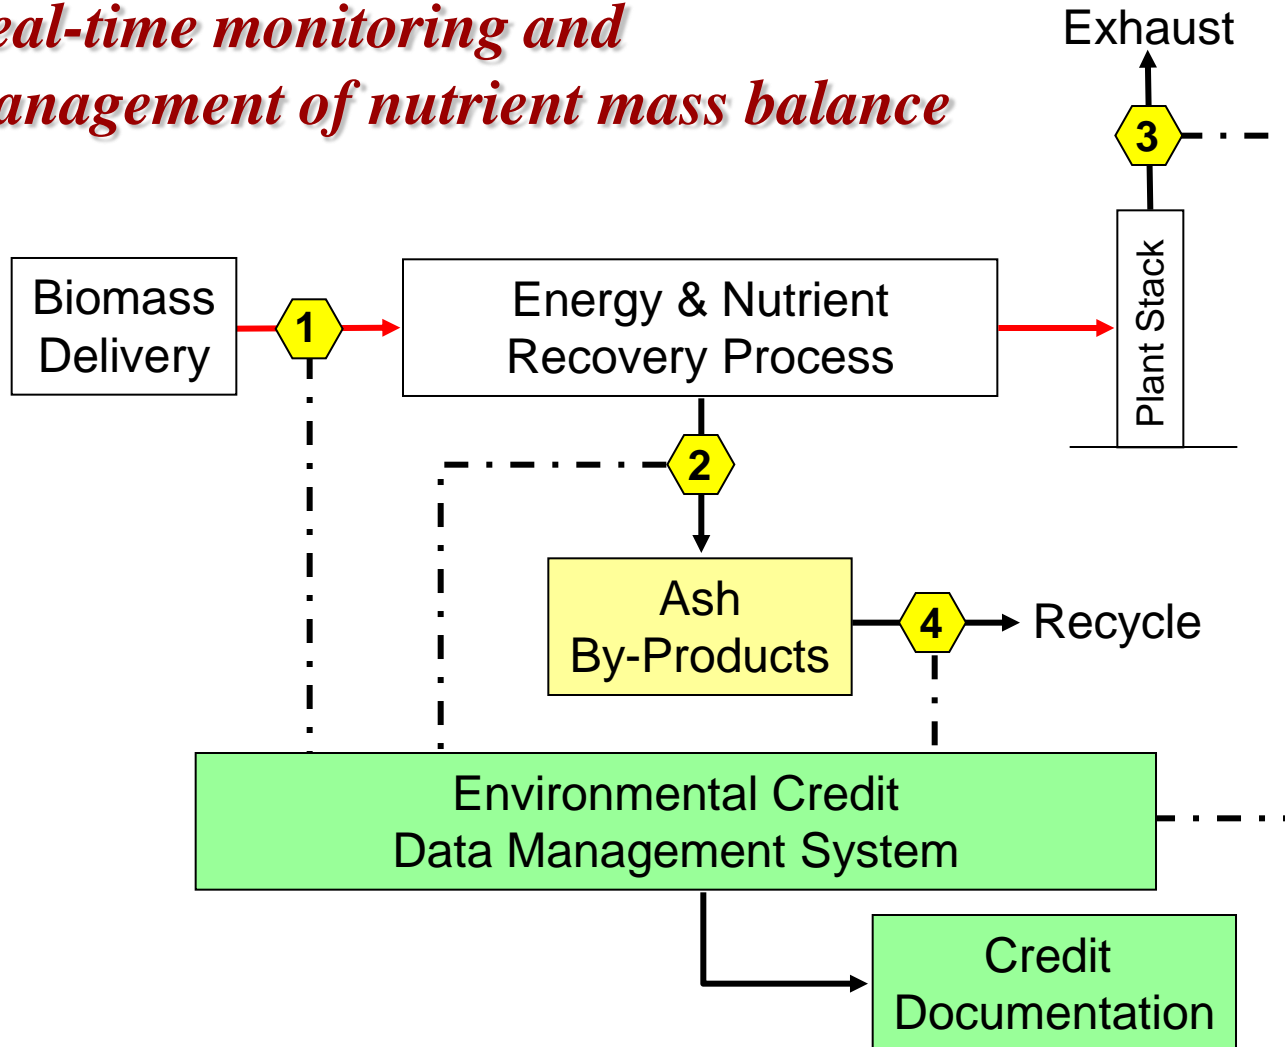 eal-time monitoring and
anagement of nutrient mass balance
Exhaust
3
Plant Stack
Biomass
Delivery
1
Energy & Nutrient
Recovery Process
2
Ash
By-Products
4
Recycle
Environmental Credit
Data Management System
Credit
Documentation